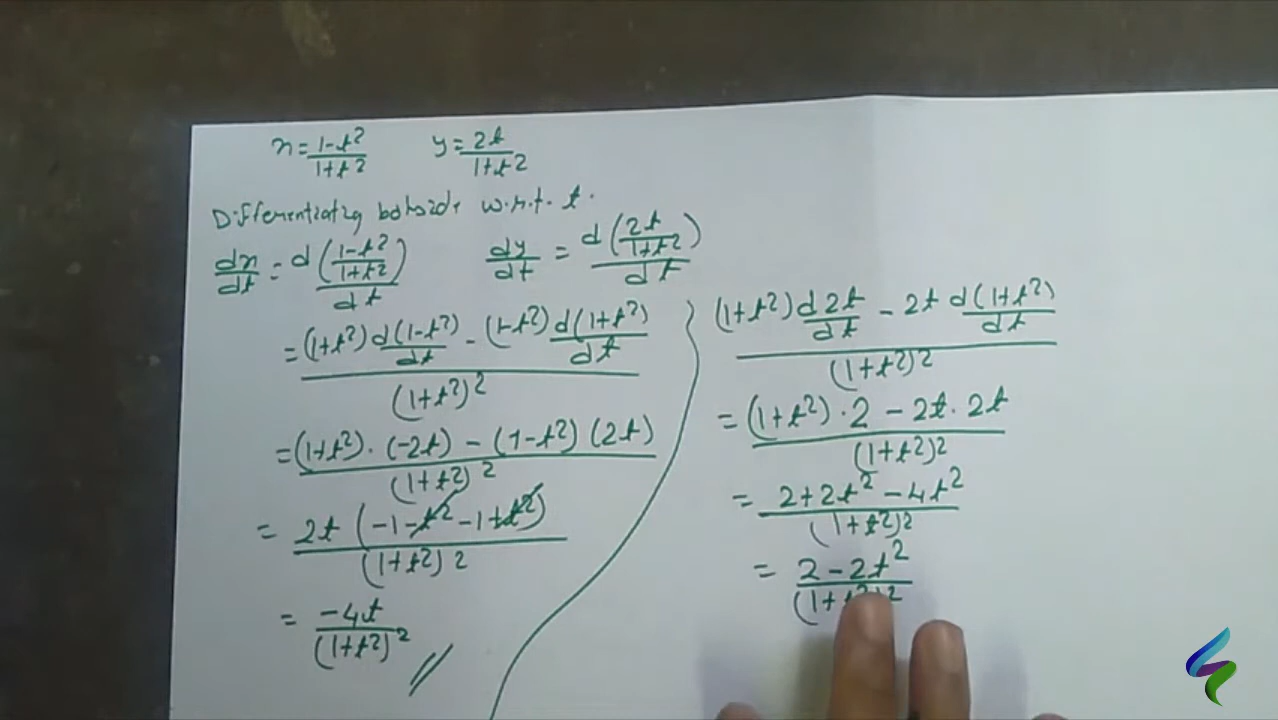 x = (1-t²)/(1+t²)   y = 2t/(1+t²)
Differentiating bothside w.r.t. t.
dx/dt = d((1-t²)/(1+t²))/dt   dy/dt = d(2t/(1+t²))/dt
= ((1+t²) d(1-t²)/dt - (1-t²) d(1+t²)/dt)/(1+t²)²
= ((1+t²)·(-2t) - (1-t²)(2t))/(1+t²)²
= 2t(-1-t²-1+t²)/(1+t²)²
= -4t/(1+t²)²
((1+t²) d2t/dt - 2t d(1+t²)/dt)/(1+t²)²
= ((1+t²)·2 - 2t·2t)/(1+t²)²
= (2+2t²-4t²)/(1+t²)²
= (2-2t²)/(1+t²)²